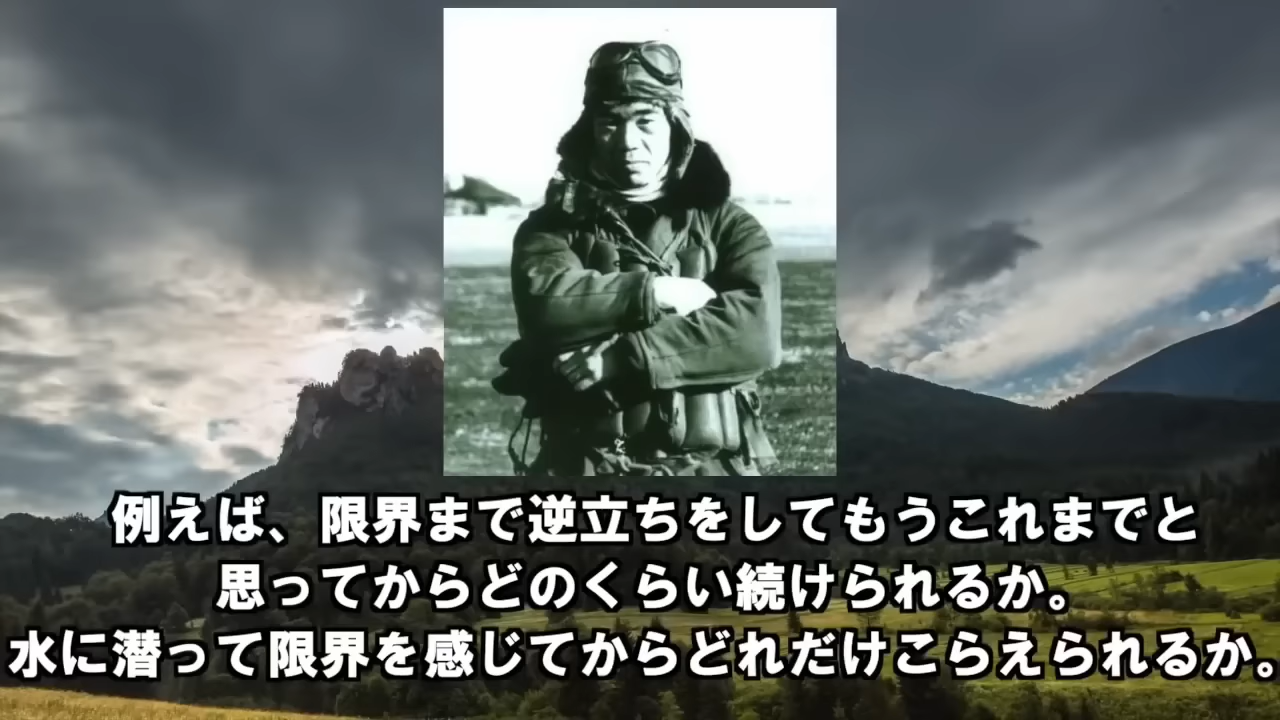 例えば、限界まで逆立ちをしてもうこれまでと
思ってからどのくらい続けられるか。
水に潜って限界を感じてからどれだけこらえられるか。